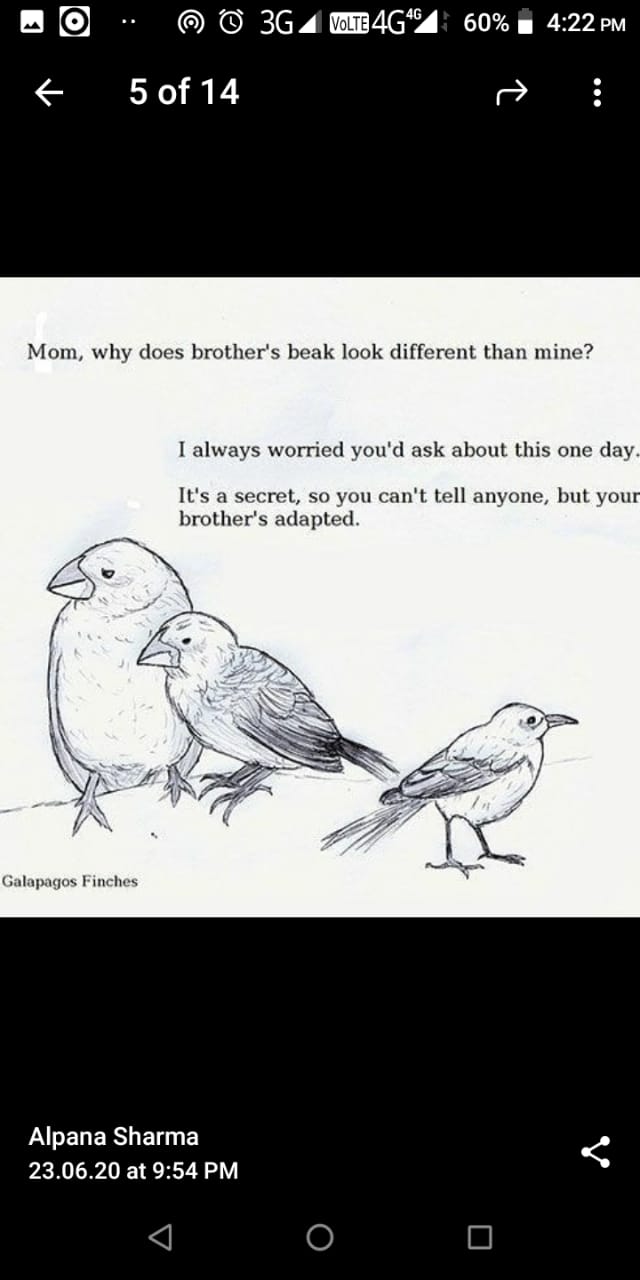 3G VoLTE 4G 4G 60% 4:22 PM
5 of 14
Mom, why does brother's beak look different than mine?
I always worried you'd ask about this one day.
It's a secret, so you can't tell anyone, but your
brother's adapted.
Galapagos Finches
Alpana Sharma
23.06.20 at 9:54 PM